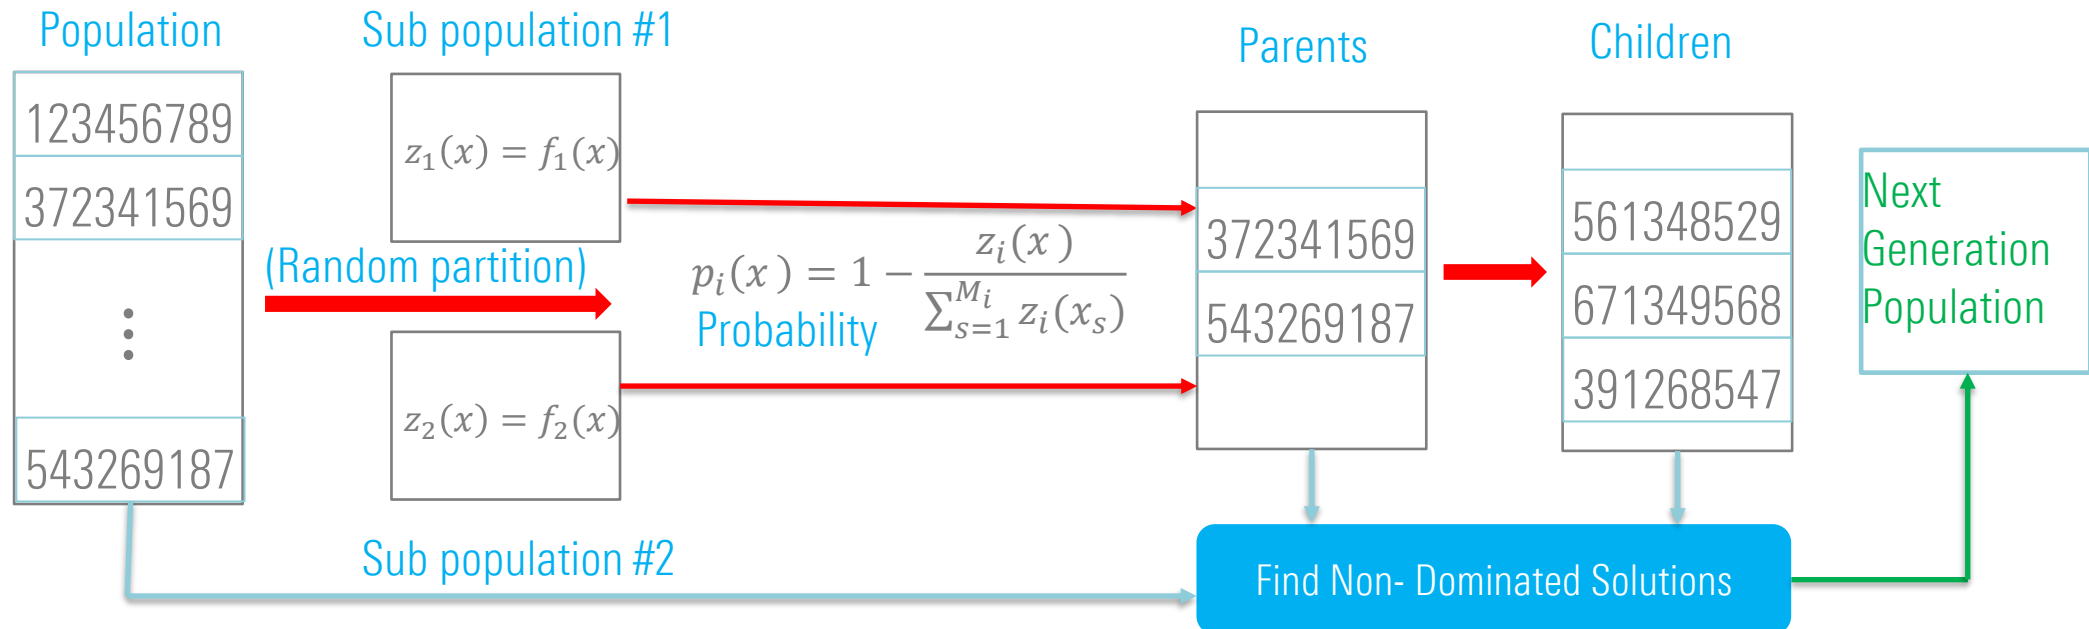 Population
123456789
372341569
⋮
543269187
Sub population #1
z₁(x) = f₁(x)
(Random partition)
z₂(x) = f₂(x)
Sub population #2
pᵢ(x ) = 1 − zᵢ(x ) / ∑ₛ₌₁^Mᵢ zᵢ(xₛ)
Probability
Parents
372341569
543269187
Children
561348529
671349568
391268547
Find Non- Dominated Solutions
Next
Generation
Population